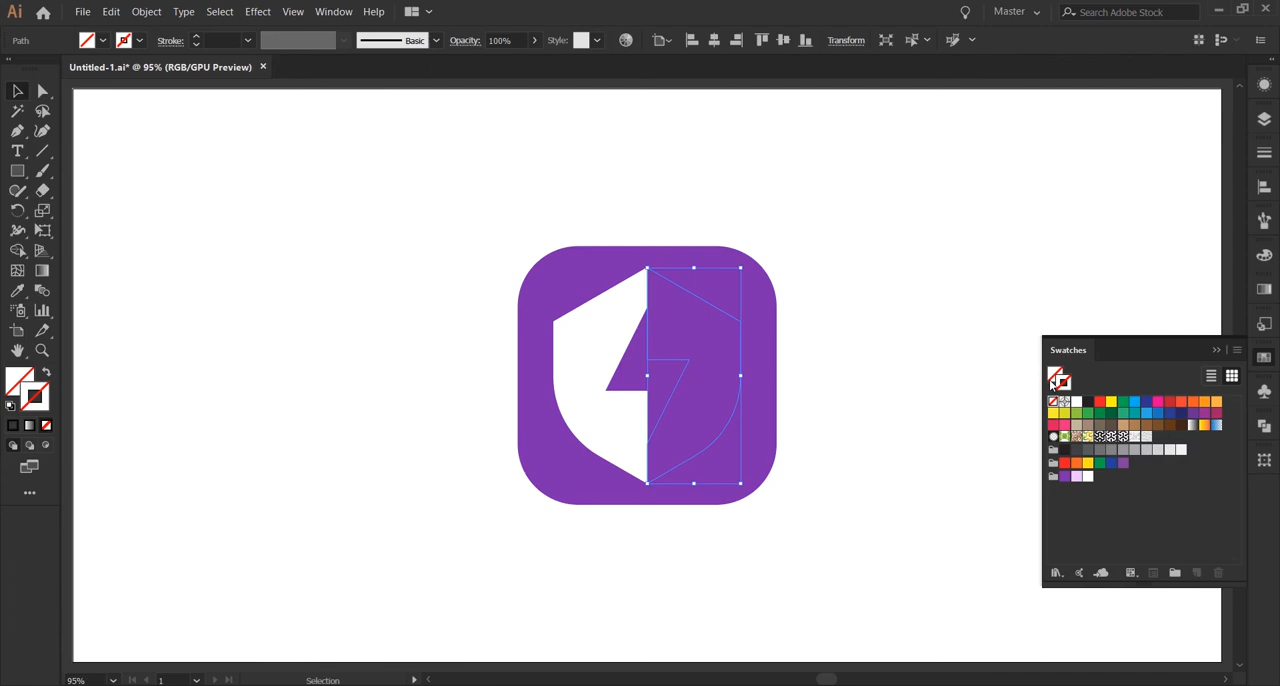 Ai File Edit Object Type Select Effect View Window Help Master Search Adobe Stock
Path Stroke: Basic Opacity: 100% Style: Transform
Untitled-1.ai* @ 95% (RGB/GPU Preview) ×
Swatches
95% 1 Selection